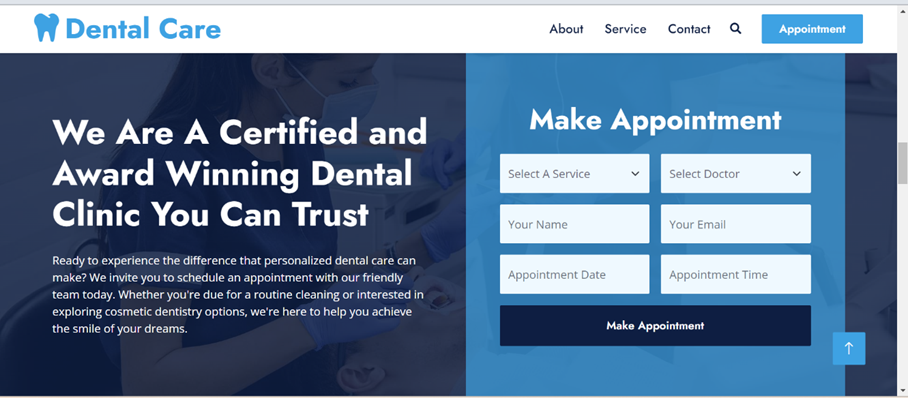 Dental Care
About Service Contact Appointment
We Are A Certified and
Award Winning Dental
Clinic You Can Trust
Ready to experience the difference that personalized dental care can
make? We invite you to schedule an appointment with our friendly
team today. Whether you're due for a routine cleaning or interested in
exploring cosmetic dentistry options, we're here to help you achieve
the smile of your dreams.
Make Appointment
Select A Service Select Doctor
Your Name Your Email
Appointment Date Appointment Time
Make Appointment